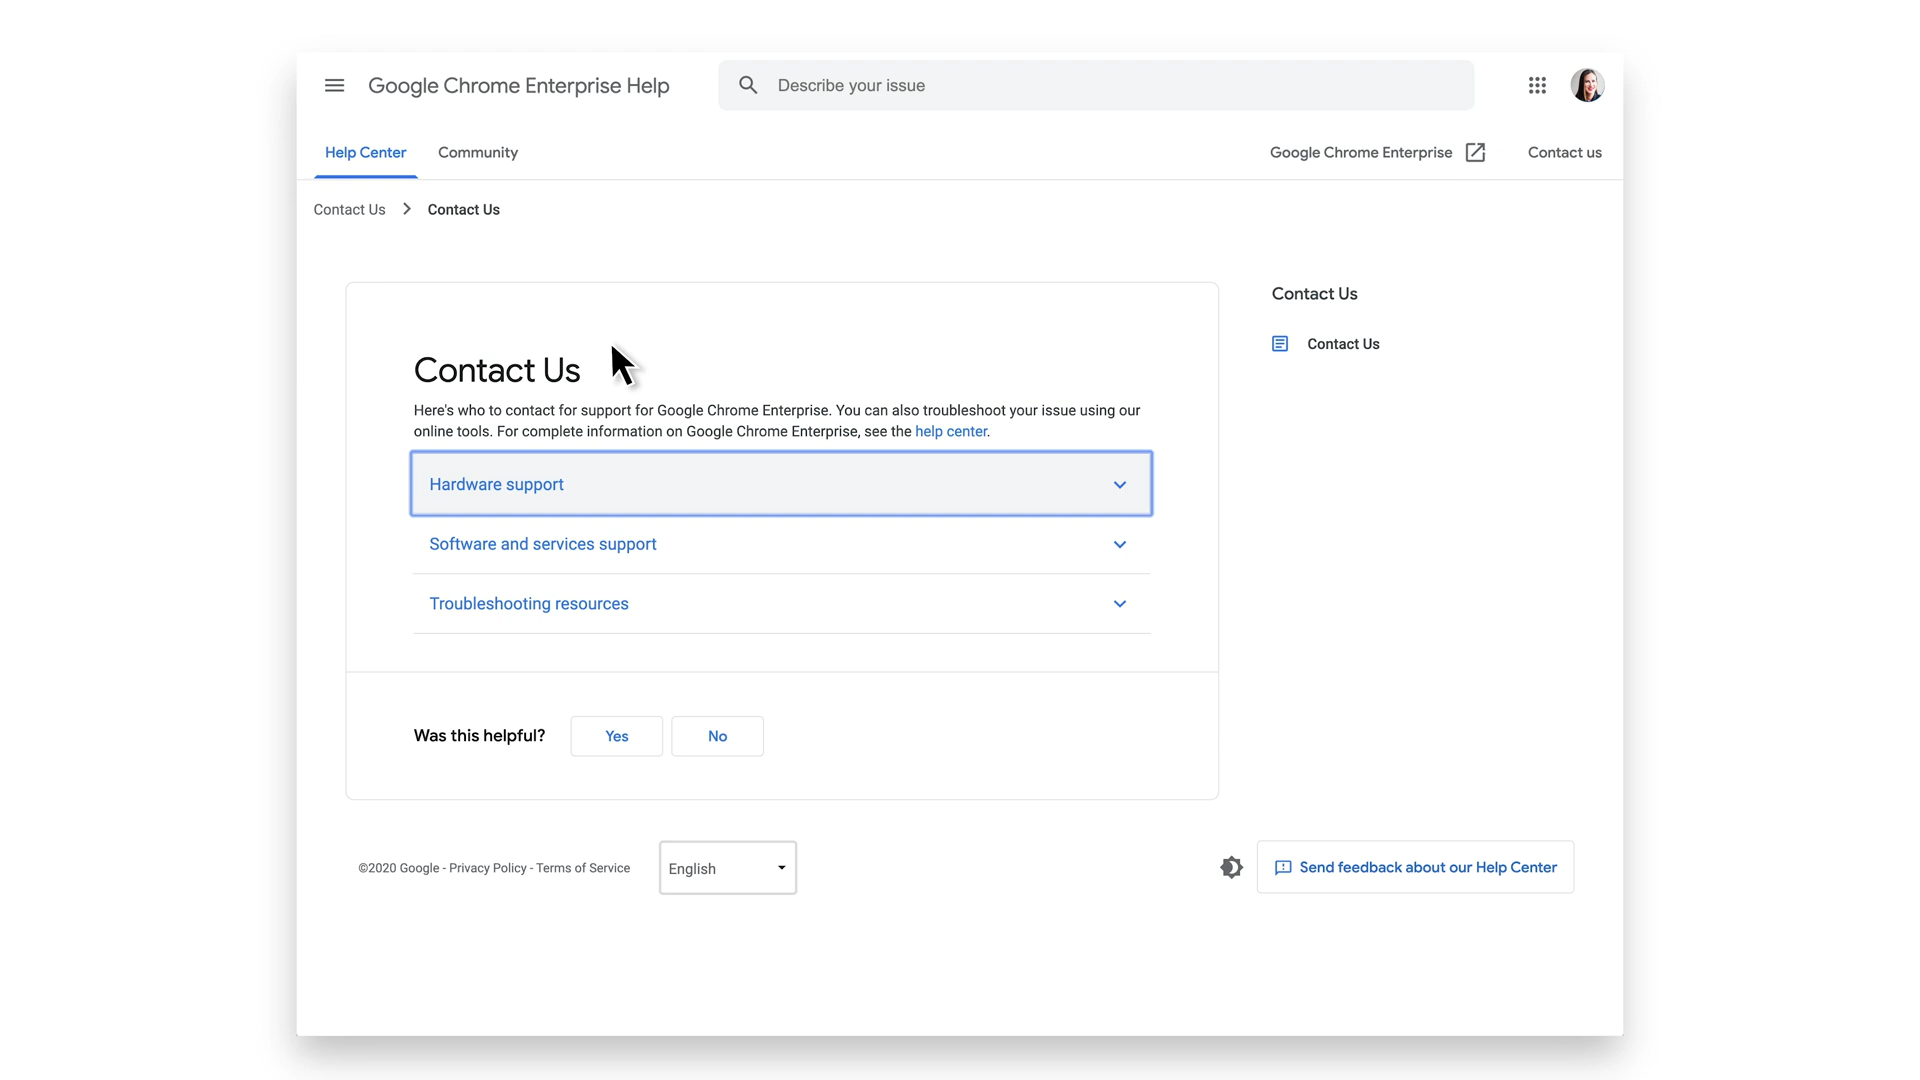 Google Chrome Enterprise Help
Describe your issue
Help Center
Community
Google Chrome Enterprise
Contact us
Contact Us
Contact Us
Contact Us
Here's who to contact for support for Google Chrome Enterprise. You can also troubleshoot your issue using our
online tools. For complete information on Google Chrome Enterprise, see the help center.
Hardware support
Software and services support
Troubleshooting resources
Was this helpful?
Yes
No
Contact Us
Contact Us
©2020 Google - Privacy Policy - Terms of Service
English
Send feedback about our Help Center